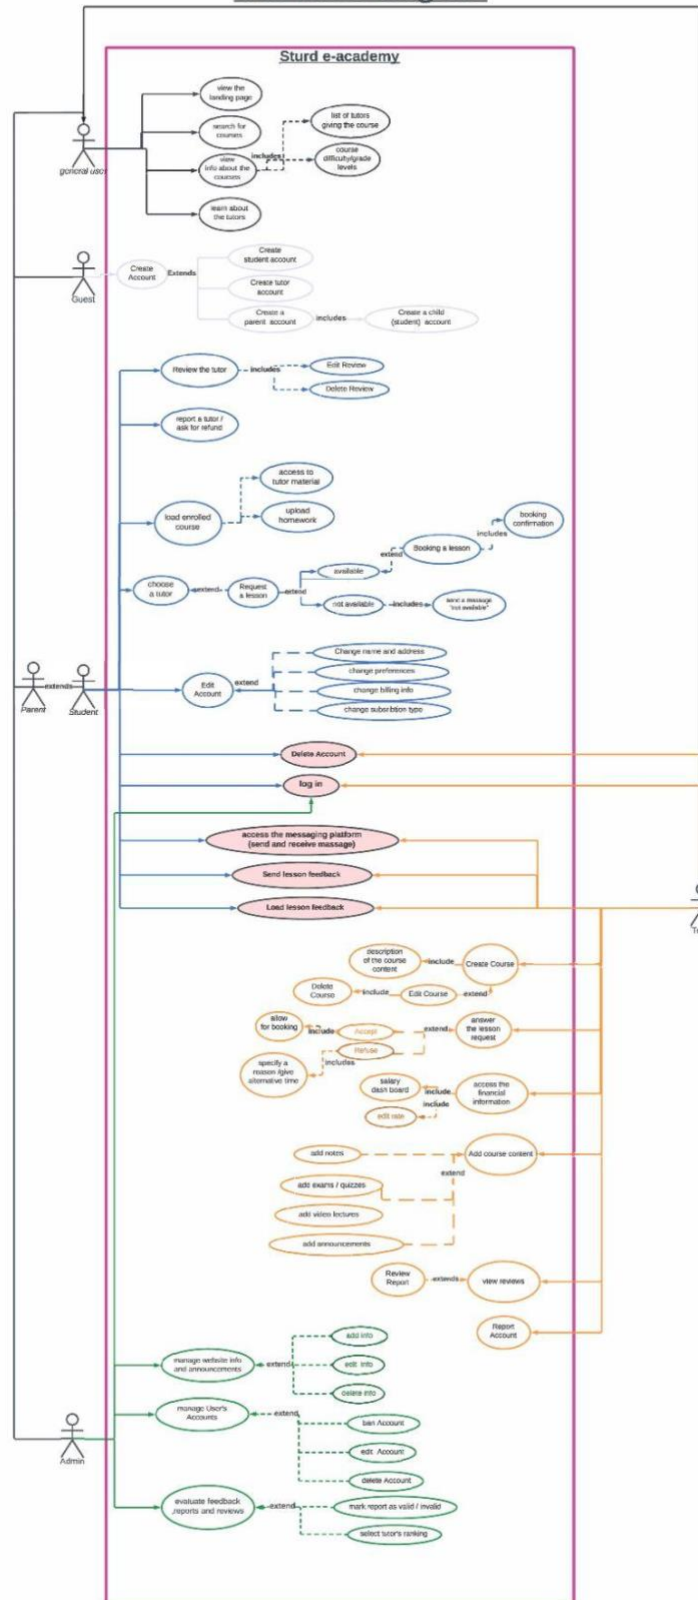 Sturd e-academy
view the
landing page
search for
courses
view
info about the
courses
includes
list of tutors
giving the course
course
difficulty/grade
levels
learn about
the tutors
general user
Guest
Create
Account
Extends
Create
student account
Create tutor
account
Create a
parent account
includes
Create a child
(student) account
Review the tutor
includes
Edit Review
Delete Review
report a tutor /
ask for refund
load enrolled
course
access to
tutor material
upload
homework
booking
confirmation
includes
Booking a lesson
extend
available
choose
a tutor
extend
Request
a lesson
extend
not available
includes
send a message
"not available"
Parent
extends
Student
Edit
Account
extend
Change name and address
change preferences
change billing info
change subsribtion type
Delete Account
log in
access the messaging platform
(send and receive massage)
Send lesson feedback
Load lesson feedback
description
of the course
content
include
Create Course
Delete
Course
include
Edit Course
extend
allow
for booking
include
Accept
extend
answer
the lesson
request
Refuse
includes
specify a
reason /give
alternative time
salary
dash board
include
access the
financial
information
include
edit rate
add notes
Add course content
extend
add exams / quizzes
add video lectures
add announcements
Review
Report
extends
view reviews
Report
Account
manage website info
and announcements
extend
add info
edit info
delete info
manage User's
Accounts
extend
ban Account
edit Account
delete Account
Admin
evaluate feedback
,reports and reviews
extend
mark report as valid / invalid
select tutor's ranking